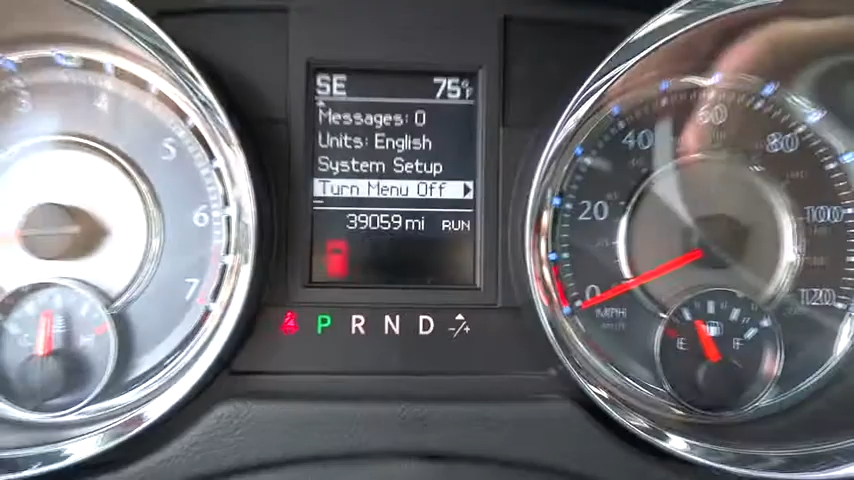 SE 75°F
Messages: 0
Units: English
System Setup
Turn Menu Off
39059 mi RUN
P R N D -/+
3 4 5 6 7
C H
0 20 40 60 80 100 120
MPH
E F